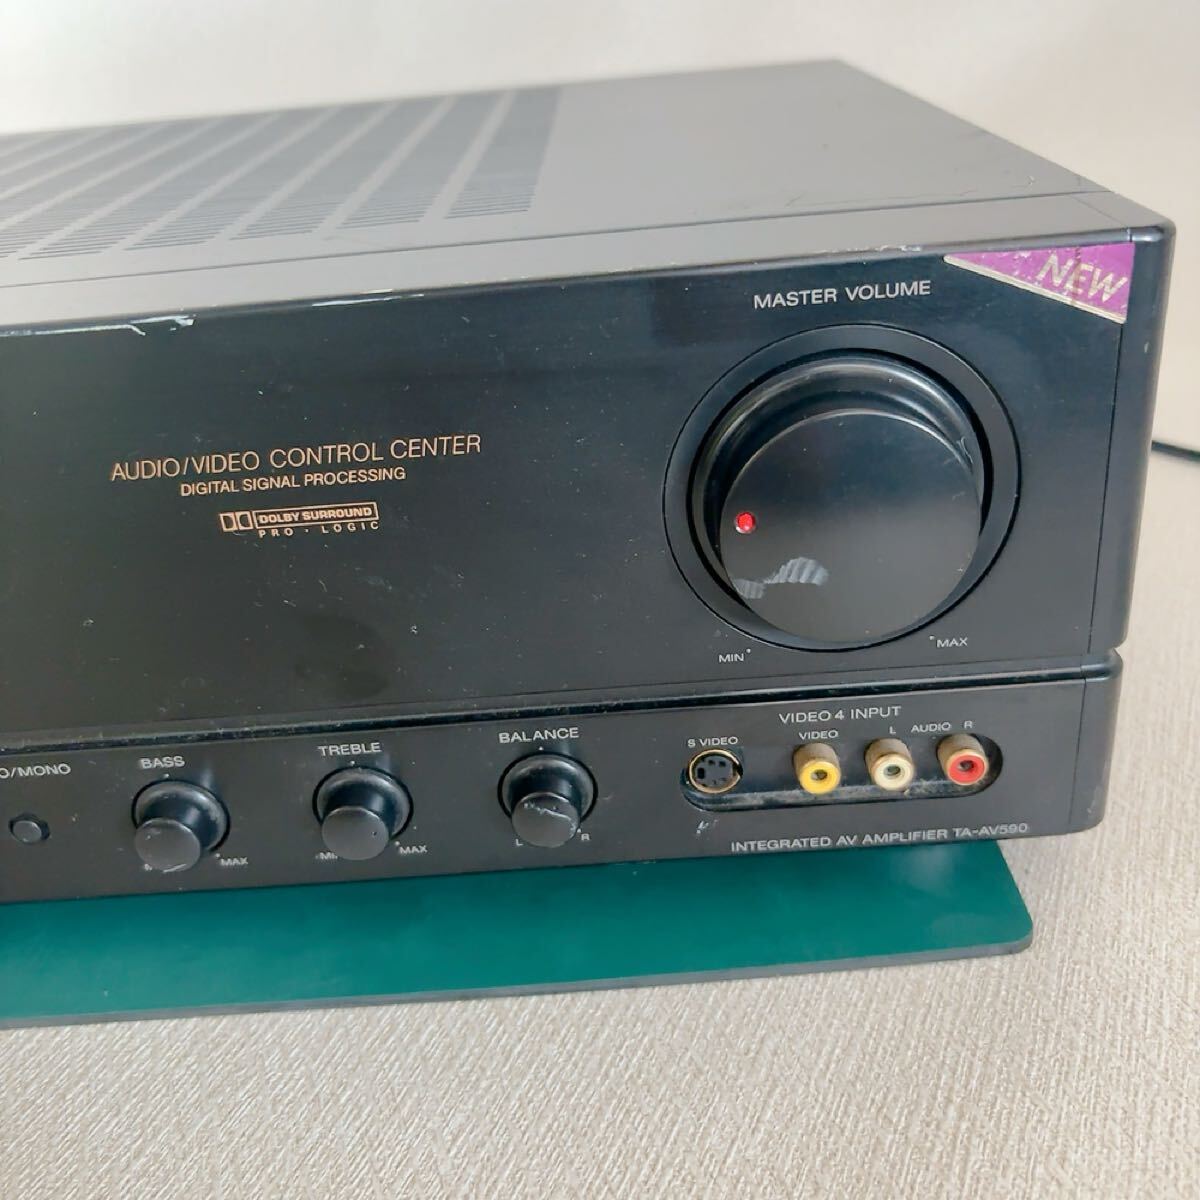 NEW
MASTER VOLUME
AUDIO/VIDEO CONTROL CENTER
DIGITAL SIGNAL PROCESSING
DOLBY SURROUND
PRO · LOGIC
MIN
MAX
VIDEO 4 INPUT
S VIDEO
VIDEO
L AUDIO R
BALANCE
TREBLE
BASS
O/MONO
L
R
MAX
MAX
INTEGRATED AV AMPLIFIER TA-AV590